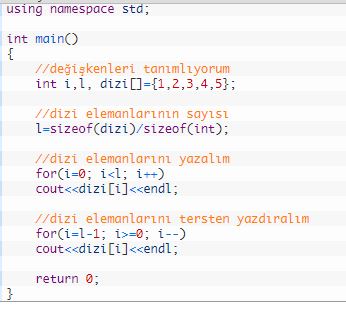 using namespace std;
int main()
{
//değişkenleri tanımlıyorum
int i,l, dizi[]={1,2,3,4,5};
//dizi elemanlarının sayısı
l=sizeof(dizi)/sizeof(int);
//dizi elemanlarını yazalım
for(i=0; i<l; i++)
cout<<dizi[i]<<endl;
//dizi elemanlarını tersten yazdıralım
for(i=l-1; i>=0; i--)
cout<<dizi[i]<<endl;
return 0;
}